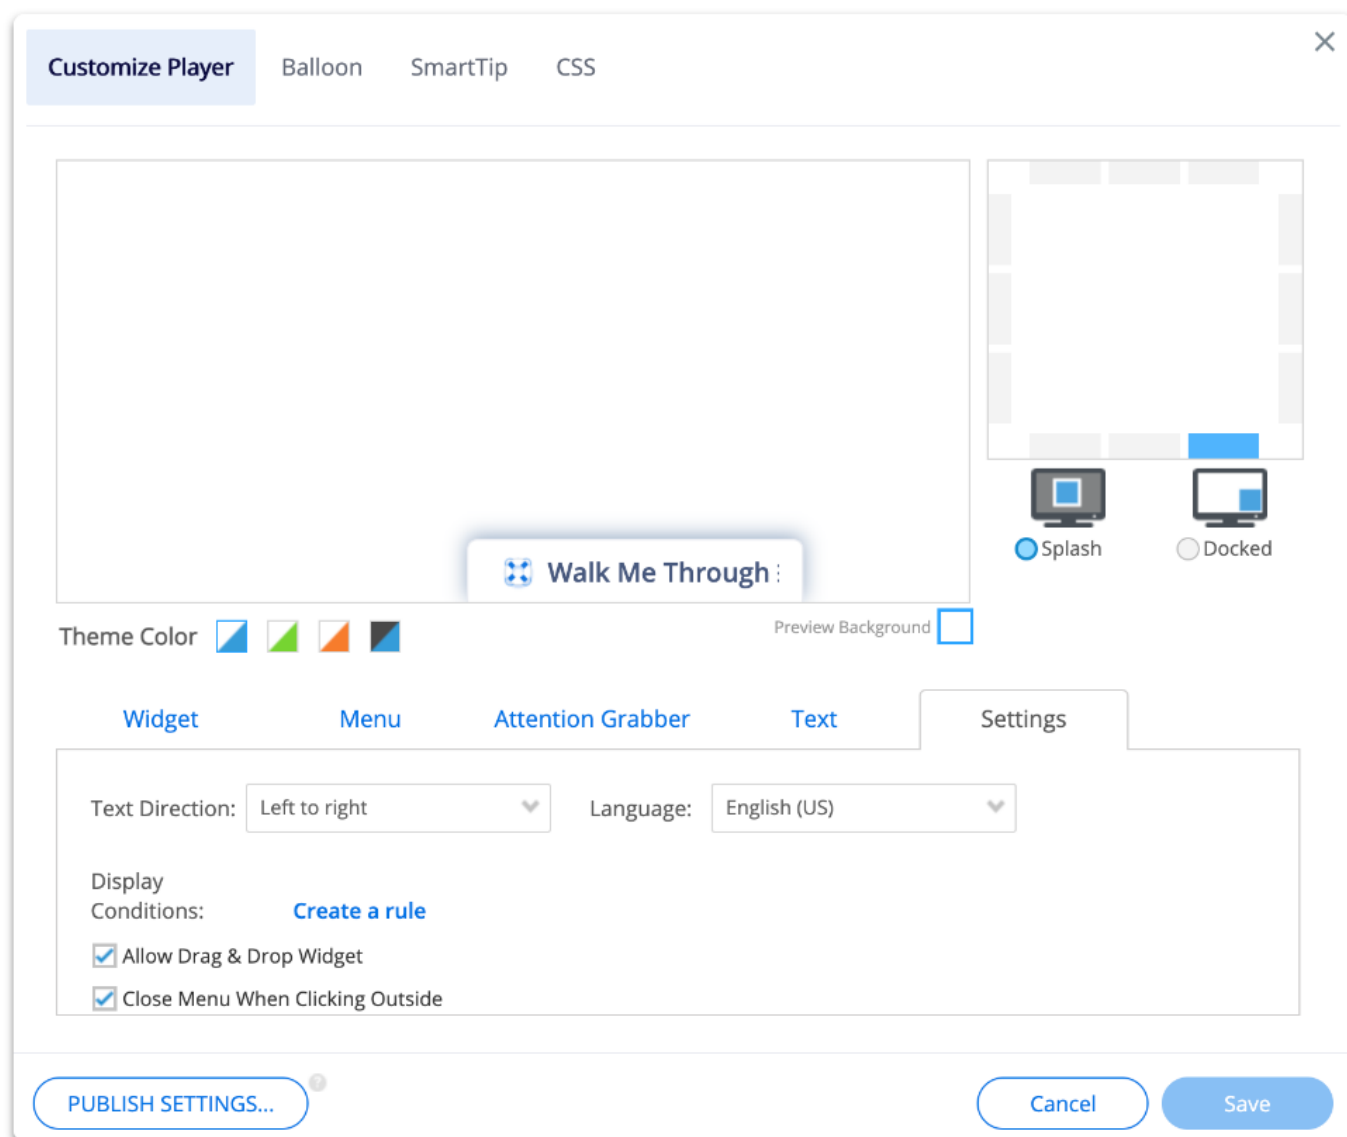 Customize Player Balloon SmartTip CSS
Walk Me Through
Splash Docked
Theme Color Preview Background
Widget Menu Attention Grabber Text Settings
Text Direction: Left to right Language: English (US)
Display
Conditions: Create a rule
Allow Drag & Drop Widget
Close Menu When Clicking Outside
PUBLISH SETTINGS... ? Cancel Save